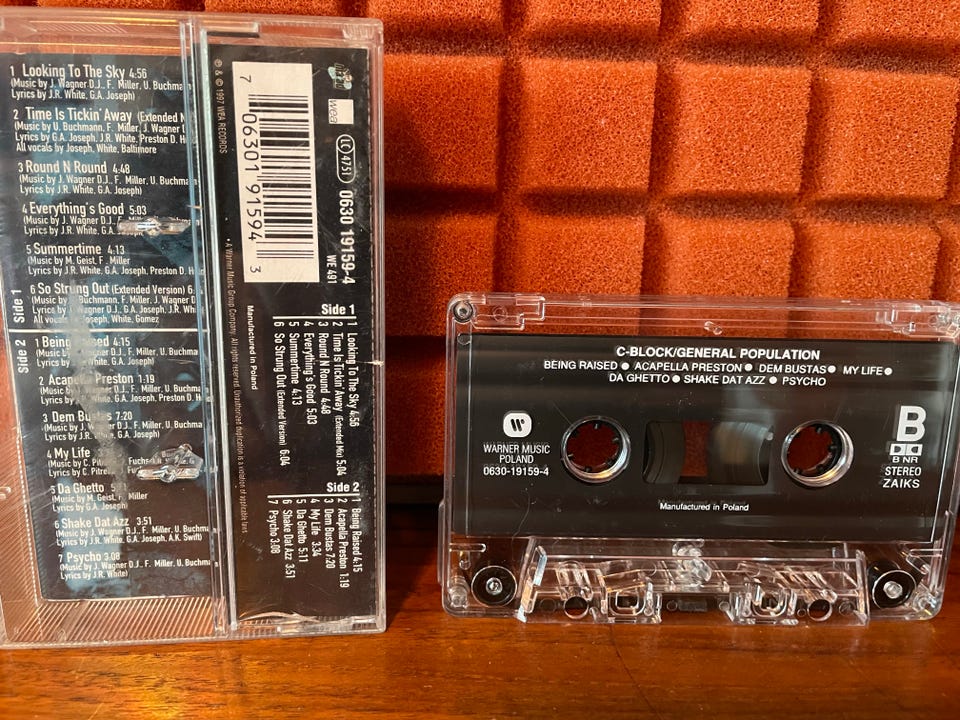 1 Looking To The Sky 4:56
(Music by J. Wagner D.J., F. Miller, U. Buchman
Lyrics by J.R. White, G.A. Joseph)
2 Time Is Tickin' Away (Extended
(Music by U. Buchmann, F. Miller, J. Wagner D
Lyrics by G.A. Joseph, J.R. White, Preston D.
All vocals by Joseph, White, Baltimore
3 Round N Round 4:48
(Music by J. Wagner D.J., F. Miller, U. Buchma
Lyrics by J.R. White, G.A. Joseph)
4 Everything's Good 5:03
(Music by J. Wagner D.J., F.
Lyrics by J.R. White, G.A.
5 Summertime 4:13
(Music by M. Geist, F. Miller
Lyrics by J.R. White, G.A. Joseph, Preston D.
Side 1
6 So Strung Out (Extended Version)
Buchmann, F. Miller, J. Wagner D
G.A. Joseph, J.R.
All vocals by Joseph, White, Gomez
Side 2
1 Being Raised 4:15
(Music by J. Wagner D.J., F. Miller, U. Buchma
Lyrics by J.R. White, G.A. Joseph)
2 Acapella Preston 1:19
(Music by J. Wagner D.J., F. Miller, U. Buchma
Lyrics by J.R. White, G.A. Joseph, Preston D.
3 Dem Bustas 7:20
(Music by J. Wagner D.J., F. Miller, U. Buchma
Lyrics by J.R. White, G.A. Joseph)
4 My Life
(Music by C.
Lyrics by C.
5 Da Ghetto 5:11
(Music by M. Geist, F. Miller
Lyrics by J.R. White, G.A. Joseph)
6 Shake Dat Azz 3:51
(Music by J. Wagner D.J., F. Miller, U. Buchma
Lyrics by J.R. White, G.A. Joseph, A.K. Swift)
7 Psycho 3:08
(Music by J. Wagner D.J., F. Miller, U. Buchma
Lyrics by J.R. White)
℗ & © 1997 WEA RECORDS
wea
LC 4751
0630 19159-4
WE 491
7 06301 91594 3
• A Warner Music Group Company. All rights reserved. Unauthorized duplication is a violation of applicable laws.
Manufactured in Poland
Side 1
1 Looking To The Sky 4:56
2 Time Is Tickin' Away (Extended Mix) 5:04
3 Round N Round 4:48
4 Everything's Good 5:03
5 Summertime 4:13
6 So Strung Out (Extended Version) 6:04
Side 2
1 Being Raised 4:15
2 Acapella Preston 1:19
3 Dem Bustas 7:20
4 My Life 3:34
5 Da Ghetto 5:11
6 Shake Dat Azz 3:51
7 Psycho 3:08
C-BLOCK/GENERAL POPULATION
BEING RAISED ● ACAPELLA PRESTON ● DEM BUSTAS ● MY LIFE ●
DA GHETTO ● SHAKE DAT AZZ ● PSYCHO
WARNER MUSIC
POLAND
0630-19159-4
B
B NR
STEREO
ZAIKS
Manufactured in Poland